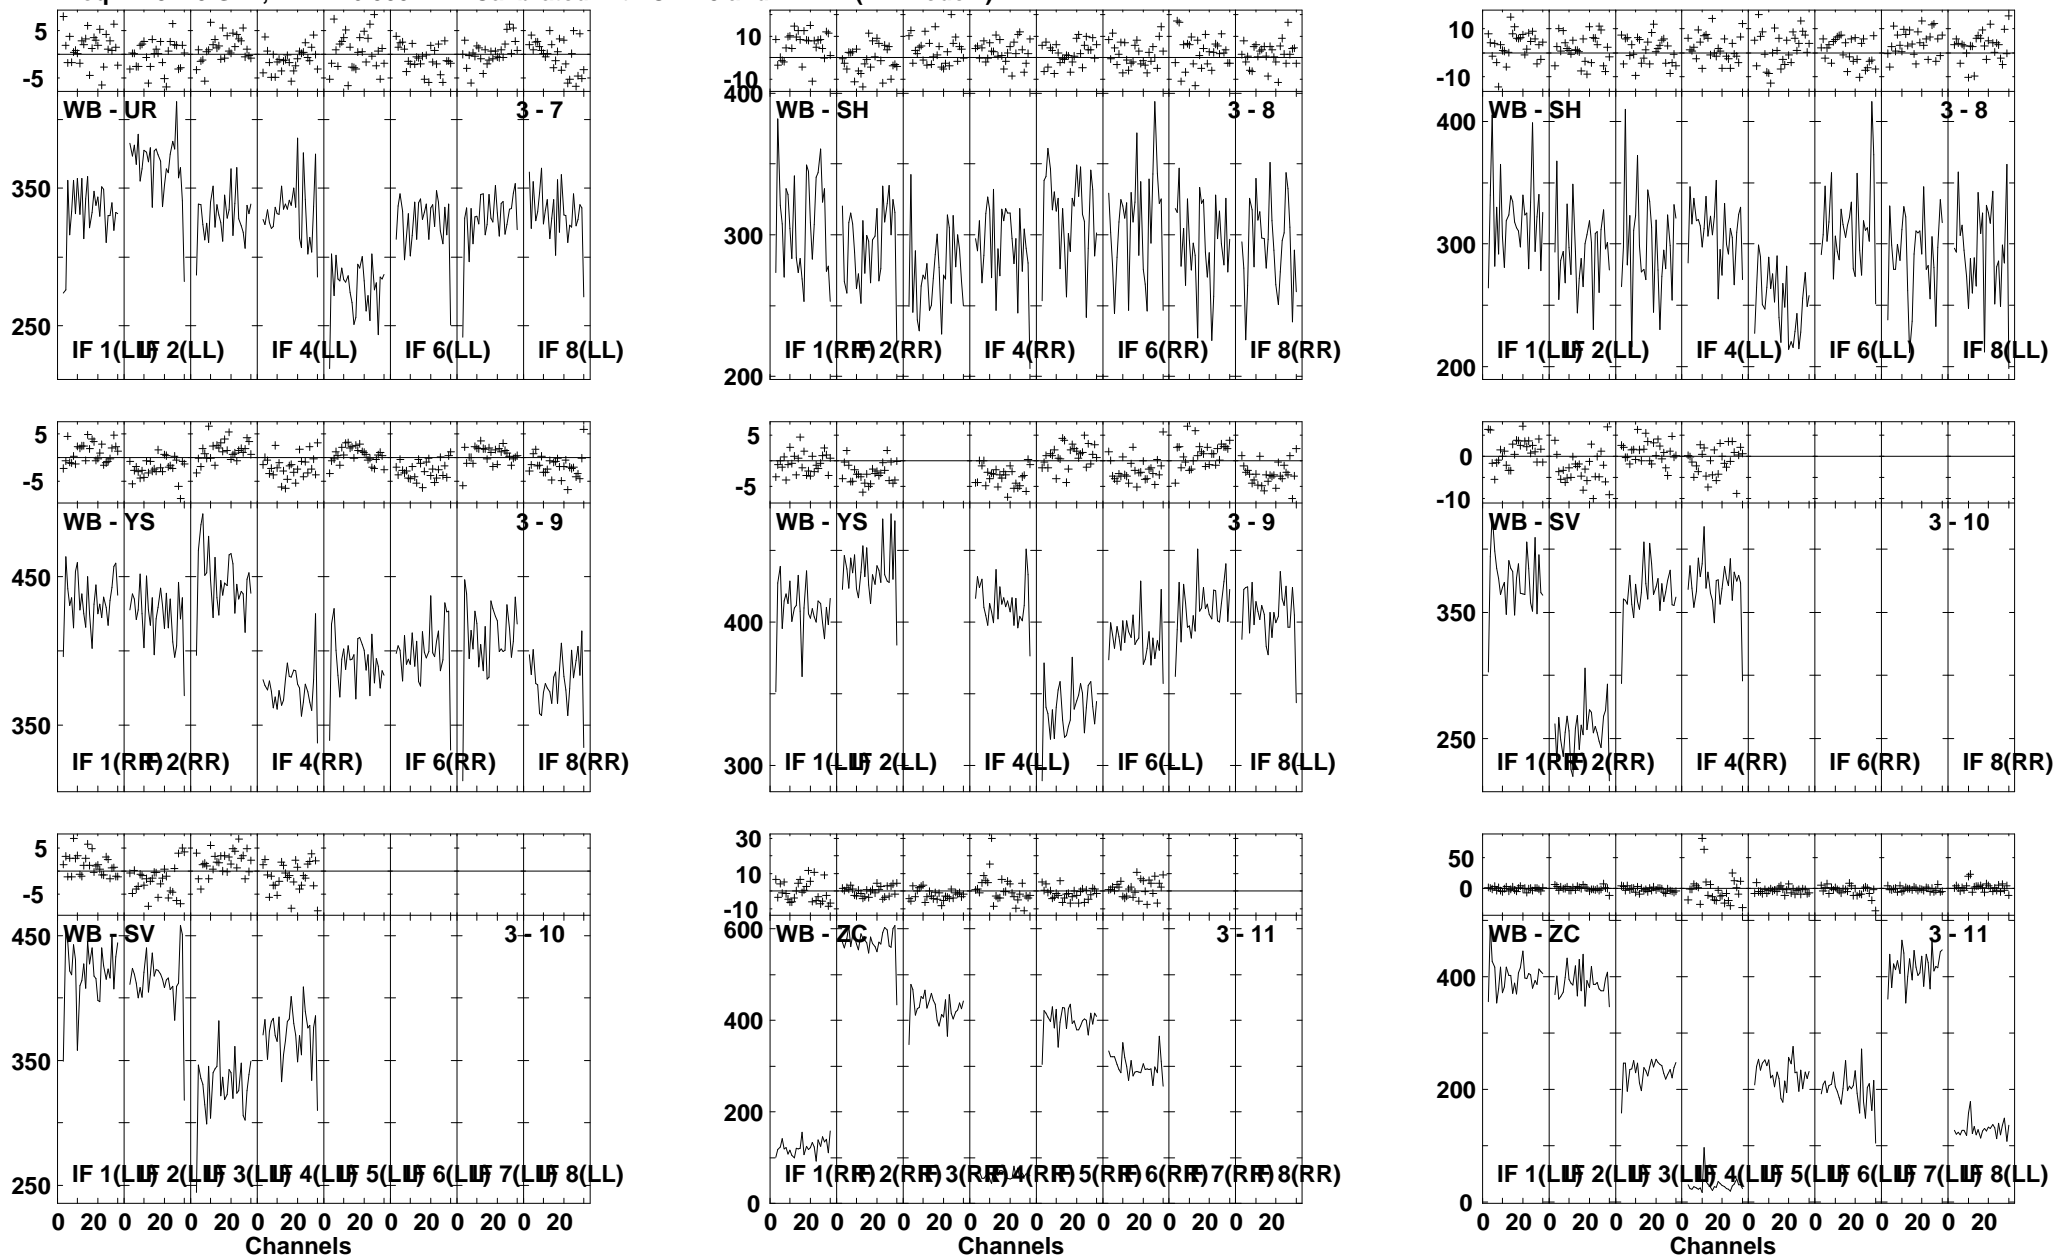 5
-5
WB - UR 3 - 7
350
250
IF 1(LL) IF 2(LL) IF 4(LL) IF 6(LL) IF 8(LL)
10
-10
400
WB - SH 3 - 8
300
200
IF 1(RR) IF 2(RR) IF 4(RR) IF 6(RR) IF 8(RR)
10
-10
WB - SH 3 - 8
400
300
200
IF 1(LL) IF 2(LL) IF 4(LL) IF 6(LL) IF 8(LL)
5
-5
WB - YS 3 - 9
450
350
IF 1(RR) IF 2(RR) IF 4(RR) IF 6(RR) IF 8(RR)
5
-5
WB - YS 3 - 9
400
300
IF 1(LL) IF 2(LL) IF 4(LL) IF 6(LL) IF 8(LL)
0
-10
WB - SV 3 - 10
350
250
IF 1(RR) IF 2(RR) IF 4(RR) IF 6(RR) IF 8(RR)
5
-5
WB - SV 3 - 10
450
350
250
IF 1(LL) IF 2(LL) IF 3(LL) IF 4(LL) IF 5(LL) IF 6(LL) IF 7(LL) IF 8(LL)
0 20 0 20 0 20 0 20 0 20 0 20 0 20 0 20
Channels
30
10
-10
WB - ZC 3 - 11
600
400
200
0
IF 1(RR) IF 2(RR) IF 3(RR) IF 4(RR) IF 5(RR) IF 6(RR) IF 7(RR) IF 8(RR)
0 20 0 20 0 20 0 20 0 20 0 20 0 20 0 20
Channels
50
0
WB - ZC 3 - 11
400
200
0
IF 1(LL) IF 2(LL) IF 3(LL) IF 4(LL) IF 5(LL) IF 6(LL) IF 7(LL) IF 8(LL)
0 20 0 20 0 20 0 20 0 20 0 20 0 20 0 20
Channels